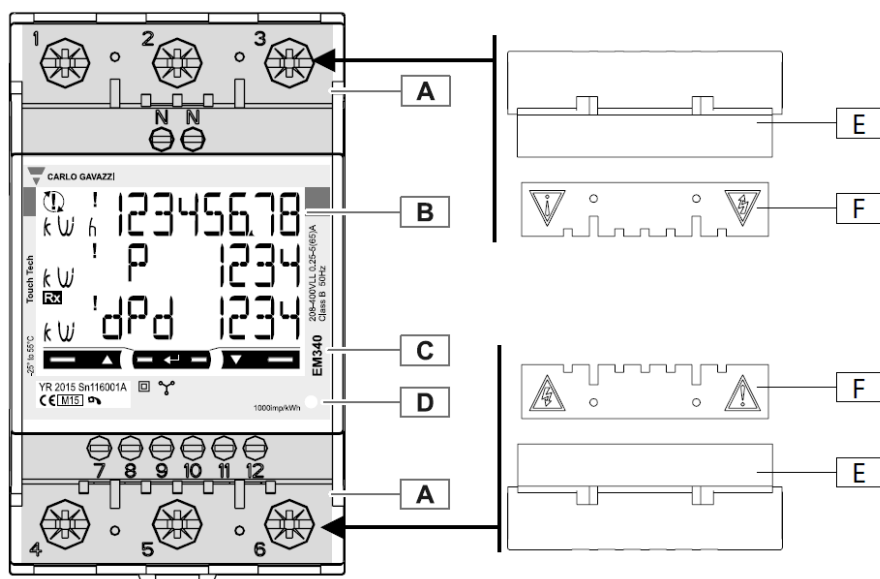 1 2 3
A
E
N N
CARLO GAVAZZI
! kWh 12345678
B
F
! kW P 1234
Rx
! kW dPd 1234
Touch Tech
-25° to 55°C
208-400VLL 0.25-5(65)A
Class B 50Hz
EM340
C
YR 2015 Sn116001A
CE M15
1000imp/kWh
D
F
7 8 9 10 11 12
E
A
4 5 6